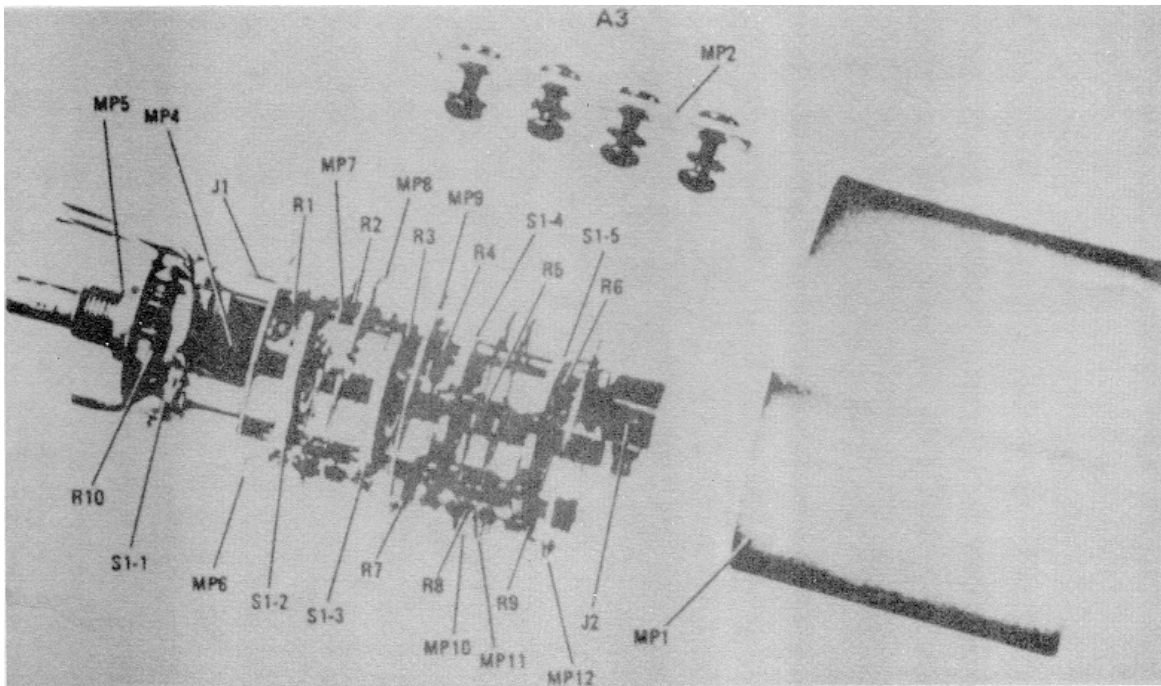 A3
MP2
MP5
MP4
J1
R1
MP7
R2
MP8
R3
MP9
R4
S1-4
R5
S1-5
R6
R10
S1-1
MP6
S1-2
S1-3
R7
R8
MP10
MP11
R9
MP12
J2
MP1